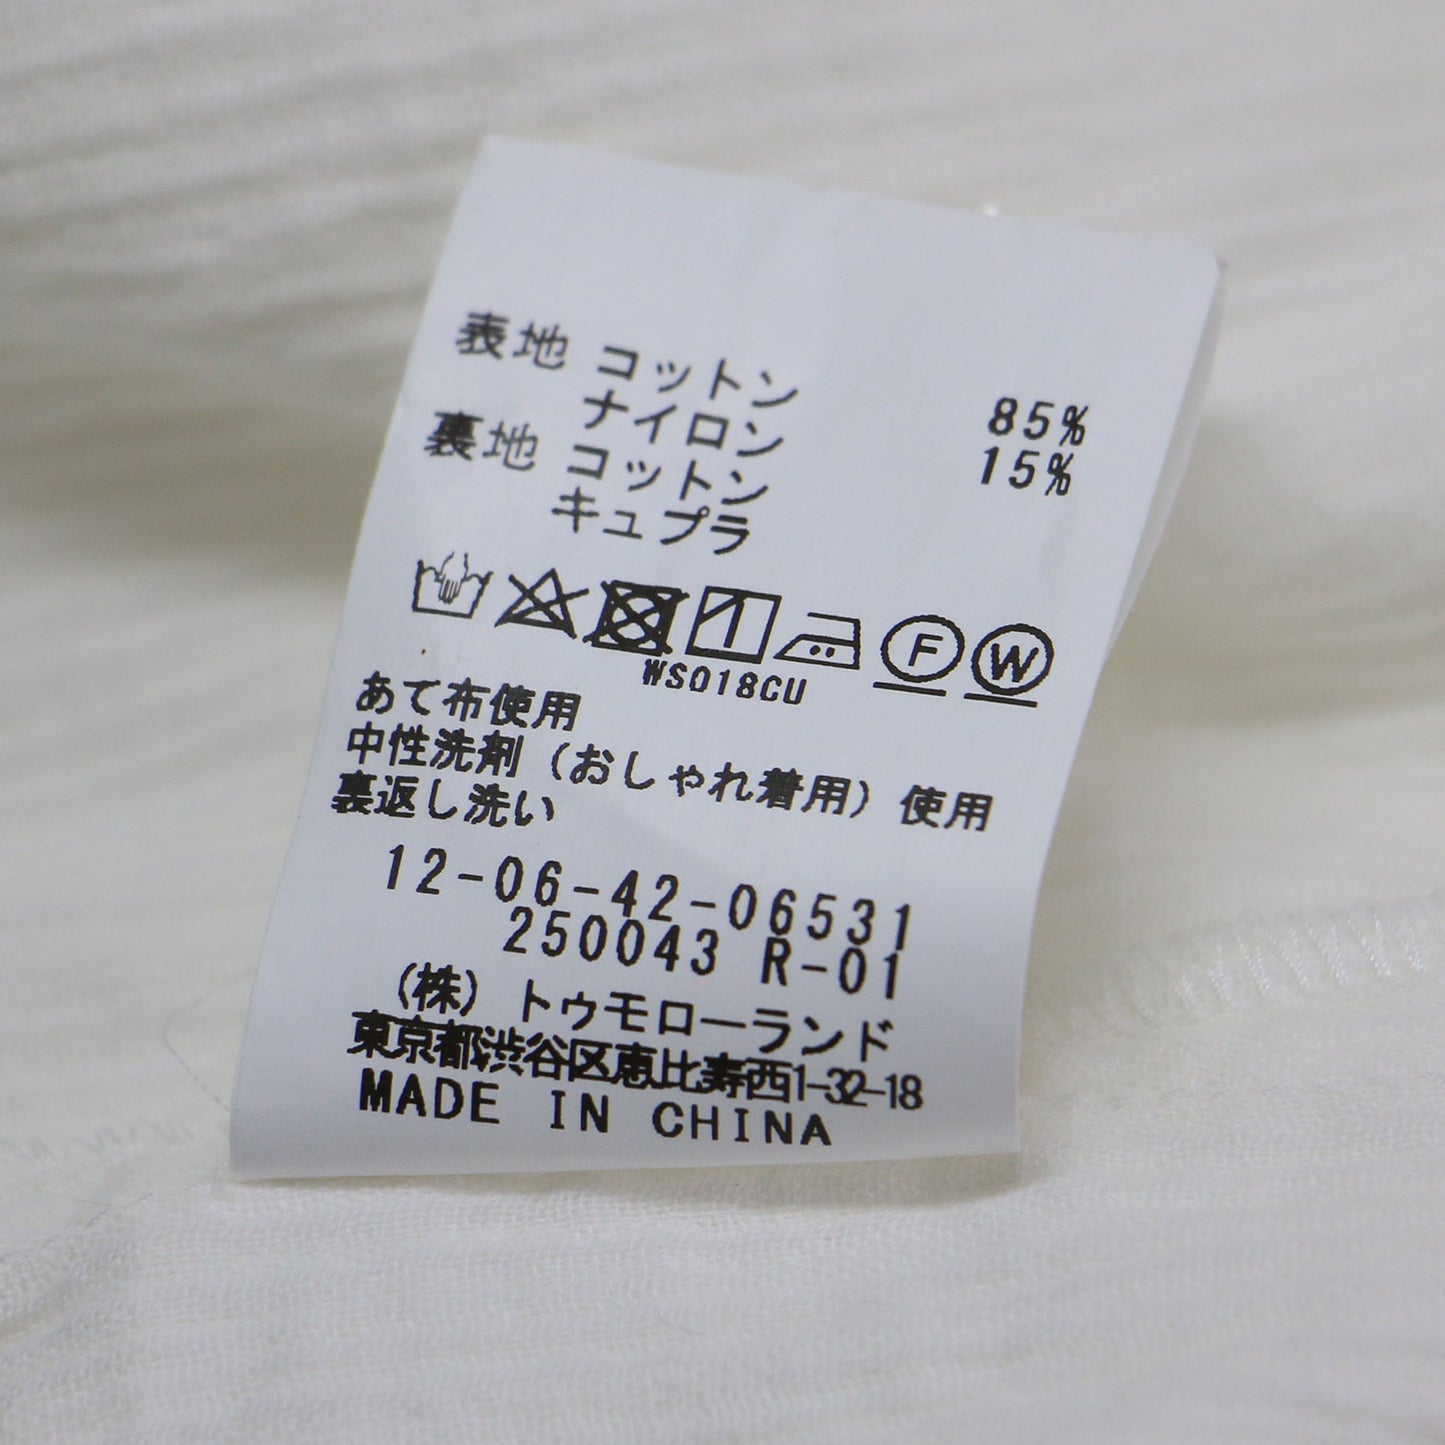 表地 コットン 85%
ナイロン 15%
裏地 コットン
キュプラ
F W
WS018CU
あて布使用
中性洗剤（おしゃれ着用）使用
裏返し洗い
12-06-42-06531
250043 R-01
（株）トゥモローランド
東京都渋谷区恵比寿西1-32-18
MADE IN CHINA